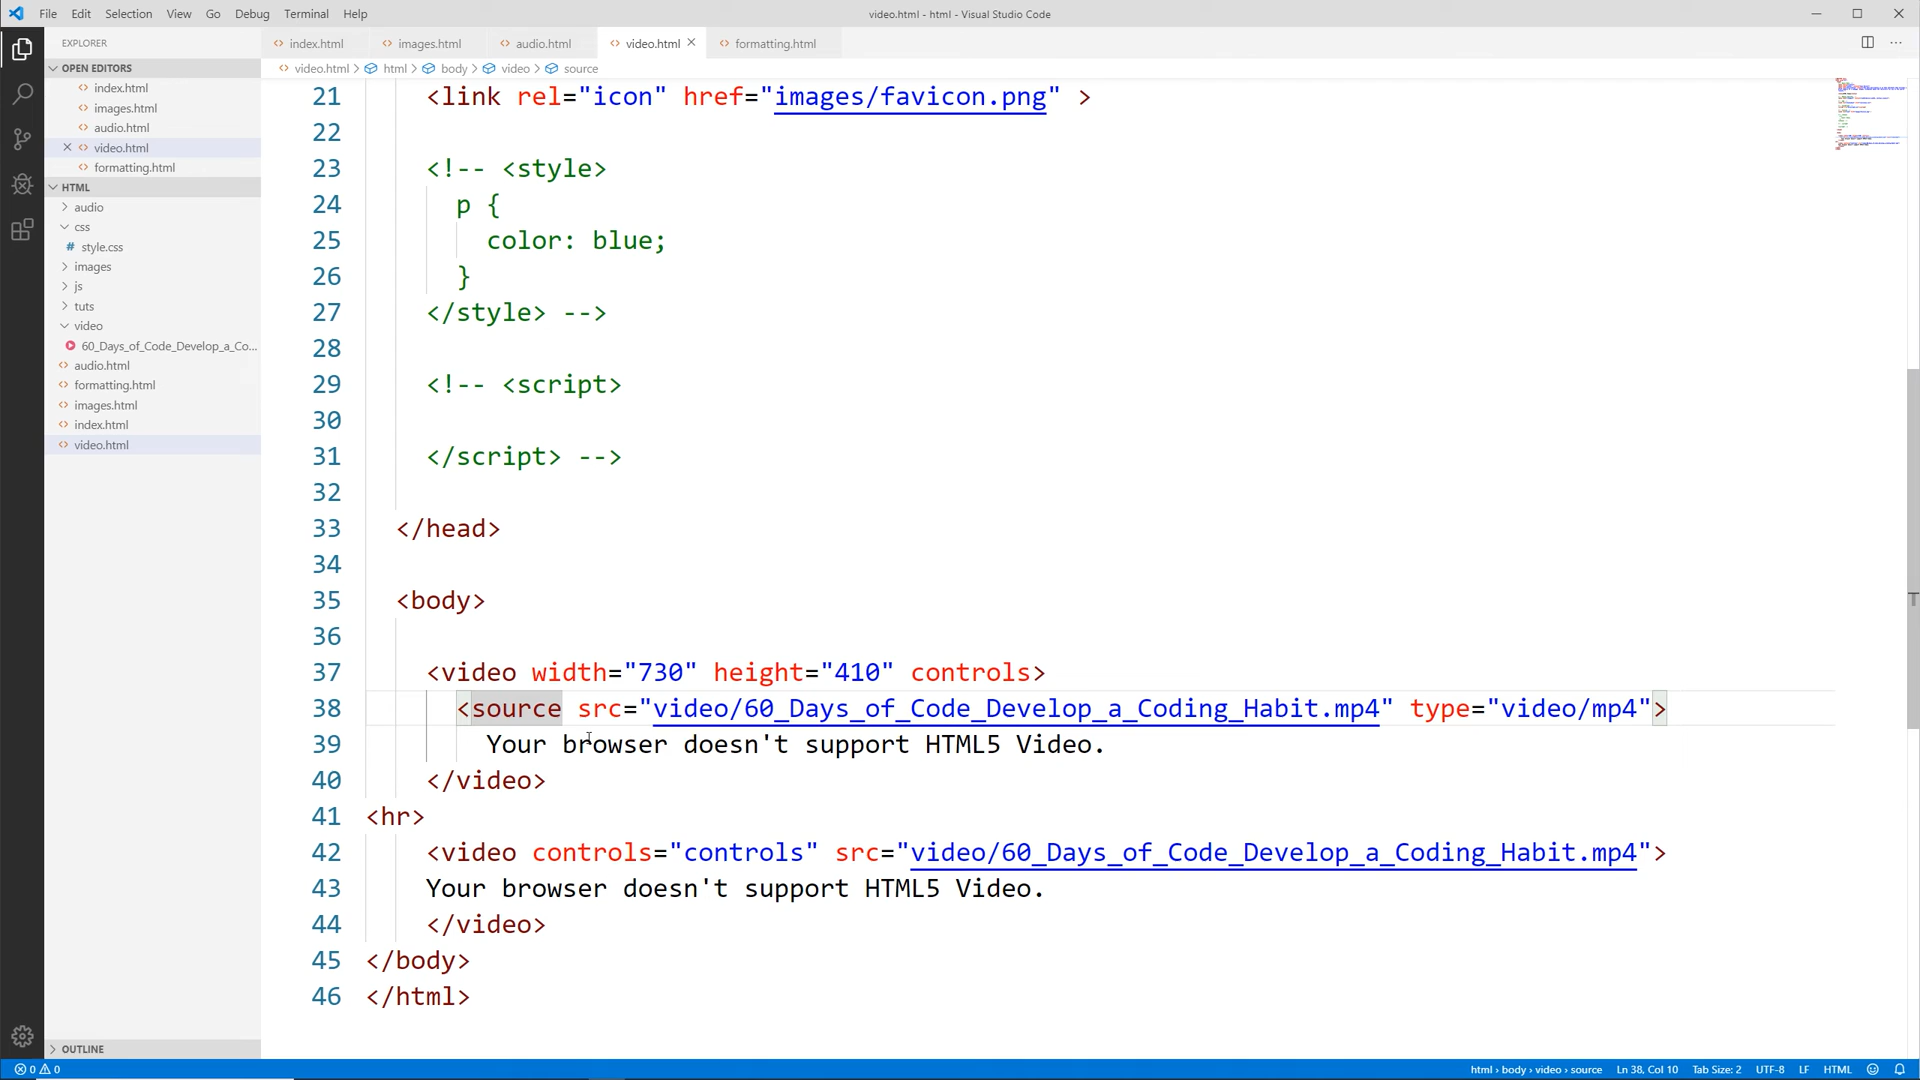 File Edit Selection View Go Debug Terminal Help
video.html - html - Visual Studio Code
EXPLORER
OPEN EDITORS
index.html
images.html
audio.html
video.html
formatting.html
HTML
audio
css
# style.css
images
js
tuts
video
60_Days_of_Code_Develop_a_Co...
audio.html
formatting.html
images.html
index.html
video.html
OUTLINE
index.html images.html audio.html video.html formatting.html
video.html > html > body > video > source
21 <link rel="icon" href="images/favicon.png" >
22
23 <!-- <style>
24 p {
25 color: blue;
26 }
27 </style> -->
28
29 <!-- <script>
30
31 </script> -->
32
33 </head>
34
35 <body>
36
37 <video width="730" height="410" controls>
38 <source src="video/60_Days_of_Code_Develop_a_Coding_Habit.mp4" type="video/mp4">
39 Your browser doesn't support HTML5 Video.
40 </video>
41 <hr>
42 <video controls="controls" src="video/60_Days_of_Code_Develop_a_Coding_Habit.mp4">
43 Your browser doesn't support HTML5 Video.
44 </video>
45 </body>
46 </html>
0 0
html › body › video › source Ln 38, Col 10 Tab Size: 2 UTF-8 LF HTML